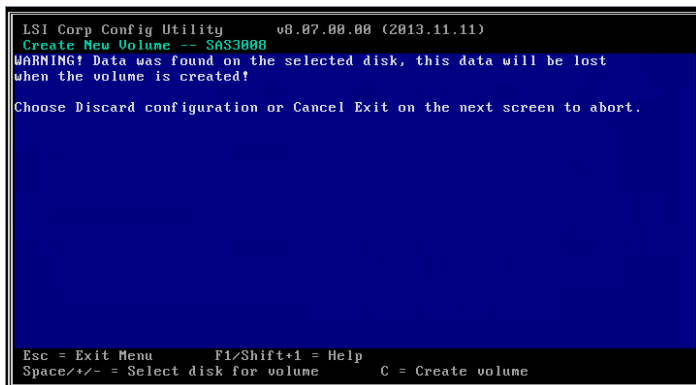 LSI Corp Config Utility v8.07.00.00 (2013.11.11)
Create New Volume -- SAS3008
WARNING! Data was found on the selected disk, this data will be lost
when the volume is created!
Choose Discard configuration or Cancel Exit on the next screen to abort.
Esc = Exit Menu F1/Shift+1 = Help
Space/+/- = Select disk for volume C = Create volume